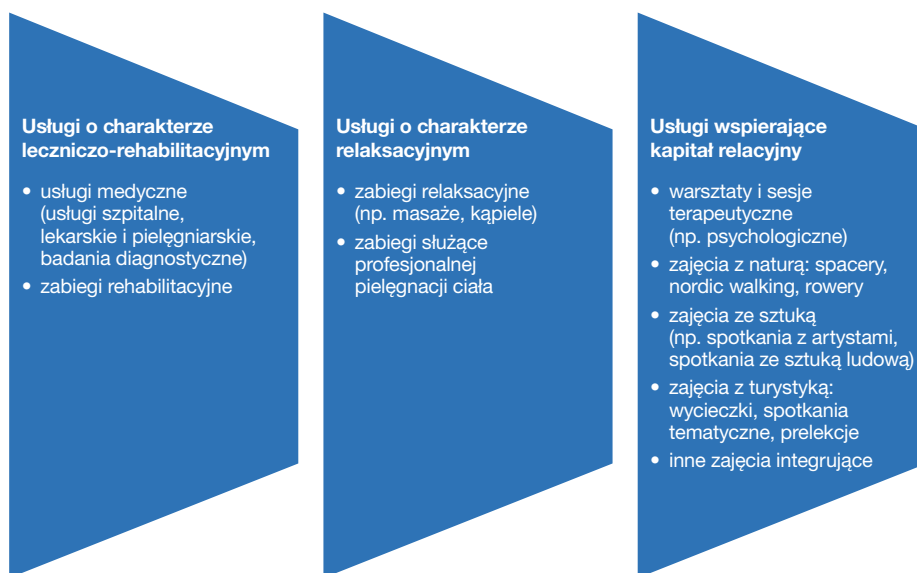 Usługi o charakterze
leczniczo-rehabilitacyjnym
• usługi medyczne
(usługi szpitalne,
lekarskie i pielęgniarskie,
badania diagnostyczne)
• zabiegi rehabilitacyjne
Usługi o charakterze
relaksacyjnym
• zabiegi relaksacyjne
(np. masaże, kąpiele)
• zabiegi służące
profesjonalnej
pielęgnacji ciała
Usługi wspierające
kapitał relacyjny
• warsztaty i sesje
terapeutyczne
(np. psychologiczne)
• zajęcia z naturą: spacery,
nordic walking, rowery
• zajęcia ze sztuką
(np. spotkania z artystami,
spotkania ze sztuką ludową)
• zajęcia z turystyką:
wycieczki, spotkania
tematyczne, prelekcje
• inne zajęcia integrujące